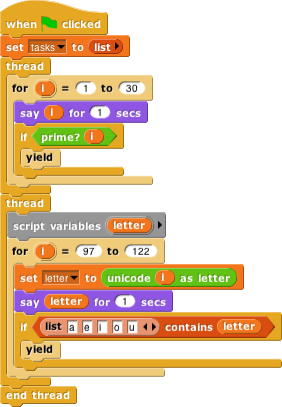 when clicked
set tasks to list
thread
for i = 1 to 30
say i for 1 secs
if prime? i
yield
thread
script variables letter
for i = 97 to 122
set letter to unicode i as letter
say letter for 1 secs
if list a e i o u contains letter
yield
end thread